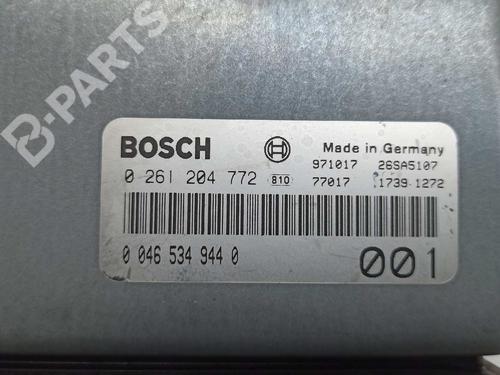 B-PARTS
BOSCH
Made in Germany
0 261 204 772 810
971017 26SA5107
77017 1739 1272
0 046 534 944 0
001